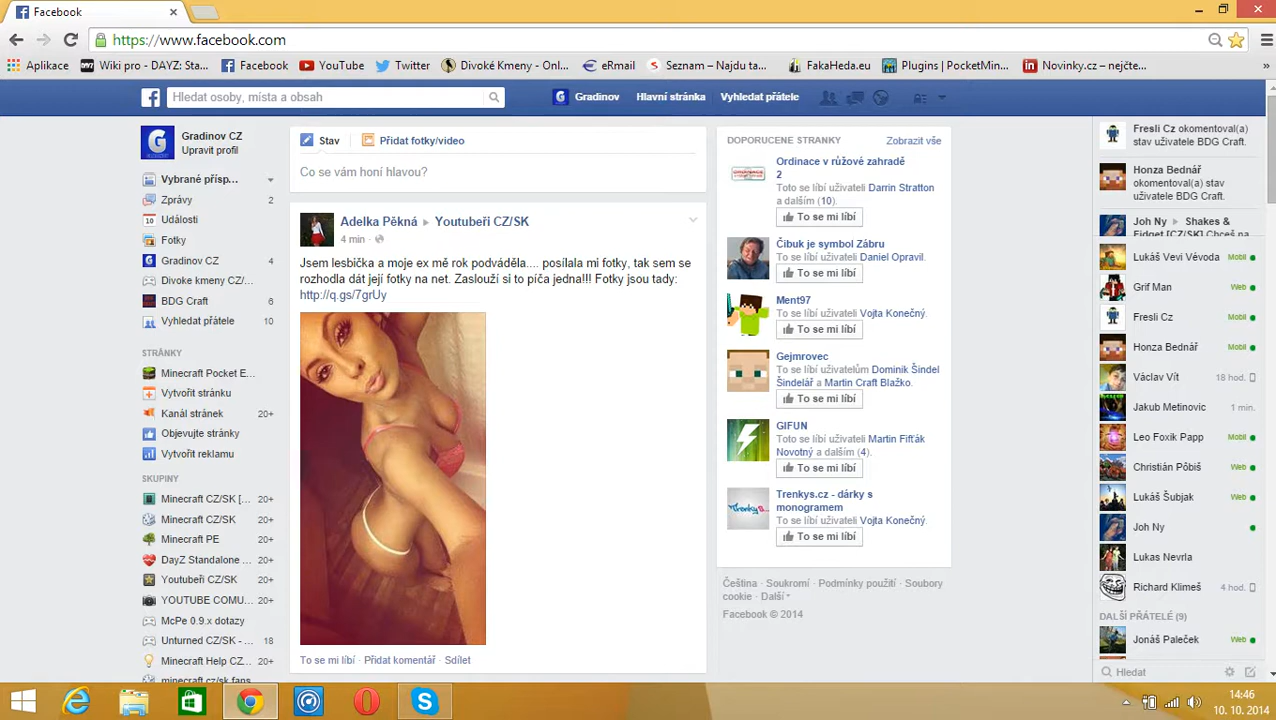 Facebook
https://www.facebook.com
Aplikace
Wiki pro - DAYZ: Sta...
Facebook
YouTube
Twitter
Divoké Kmeny - Onl...
eRmail
Seznam – Najdu ta...
FakaHeda.eu
Plugins | PocketMin...
Novinky.cz – nejčte...
Hledat osoby, místa a obsah
Gradinov
Hlavní stránka
Vyhledat přátele
Gradinov CZ
Upravit profil
Vybrané přísp...
Zprávy 2
Události
Fotky
Gradinov CZ 4
Divoke kmeny CZ/...
BDG Craft 6
Vyhledat přátele 10
STRÁNKY
Minecraft Pocket E...
Vytvořit stránku
Kanál stránek 20+
Objevujte stránky
Vytvořit reklamu
SKUPINY
Minecraft CZ/SK [... 20+
Minecraft CZ/SK 20+
Minecraft PE 20+
DayZ Standalone ... 20+
Youtubeři CZ/SK 20+
YOUTUBE COMU... 20+
McPe 0.9.x dotazy
Unturned CZ/SK - ... 18
Minecraft Help CZ... 20+
minecraft cz/sk fans 20+
Stav
Přidat fotky/video
Co se vám honí hlavou?
Adelka Pěkná ▸ Youtubeři CZ/SK
4 min
Jsem lesbička a moje ex mě rok podváděla.... posílala mi fotky, tak sem se
rozhodla dát její fotky na net. Zaslouží si to píča jedna!!! Fotky jsou tady:
http://q.gs/7grUy
To se mi líbí · Přidat komentář · Sdílet
DOPORUČENÉ STRÁNKY
Zobrazit vše
Ordinace v růžové zahradě
2
Toto se líbí uživateli Darrin Stratton
a dalším (10).
To se mi líbí
Čibuk je symbol Zábru
To se líbí uživateli Daniel Opravil.
To se mi líbí
Ment97
To se líbí uživateli Vojta Konečný.
To se mi líbí
Gejmrovec
To se líbí uživatelům Dominik Šindel
Šindelář a Martin Craft Blažko.
To se mi líbí
GIFUN
Toto se líbí uživateli Martin Fifťák
Novotný a dalším (4).
To se mi líbí
Trenkys.cz - dárky s
monogramem
To se líbí uživateli Vojta Konečný.
To se mi líbí
Čeština · Soukromí · Podmínky použití · Soubory
cookie · Další
Facebook © 2014
Fresli Cz okomentoval(a)
stav uživatele BDG Craft.
Honza Bednář
okomentoval(a) stav
uživatele BDG Craft.
Joh Ny ▸ Shakes &
Fidget [CZ/SK] Chceš na
Lukáš Vevi Vévoda Mobil
Grif Man Web
Fresli Cz Mobil
Honza Bednář Mobil
Václav Vít 18 hod.
Jakub Metinovic 1 min.
Leo Foxik Papp Mobil
Christián Pôbiš Web
Lukáš Šubjak Web
Joh Ny
Lukas Nevrla
Richard Klimeš 4 hod.
DALŠÍ PŘÁTELÉ (9)
Jonáš Paleček Web
Hledat
14:46
10. 10. 2014